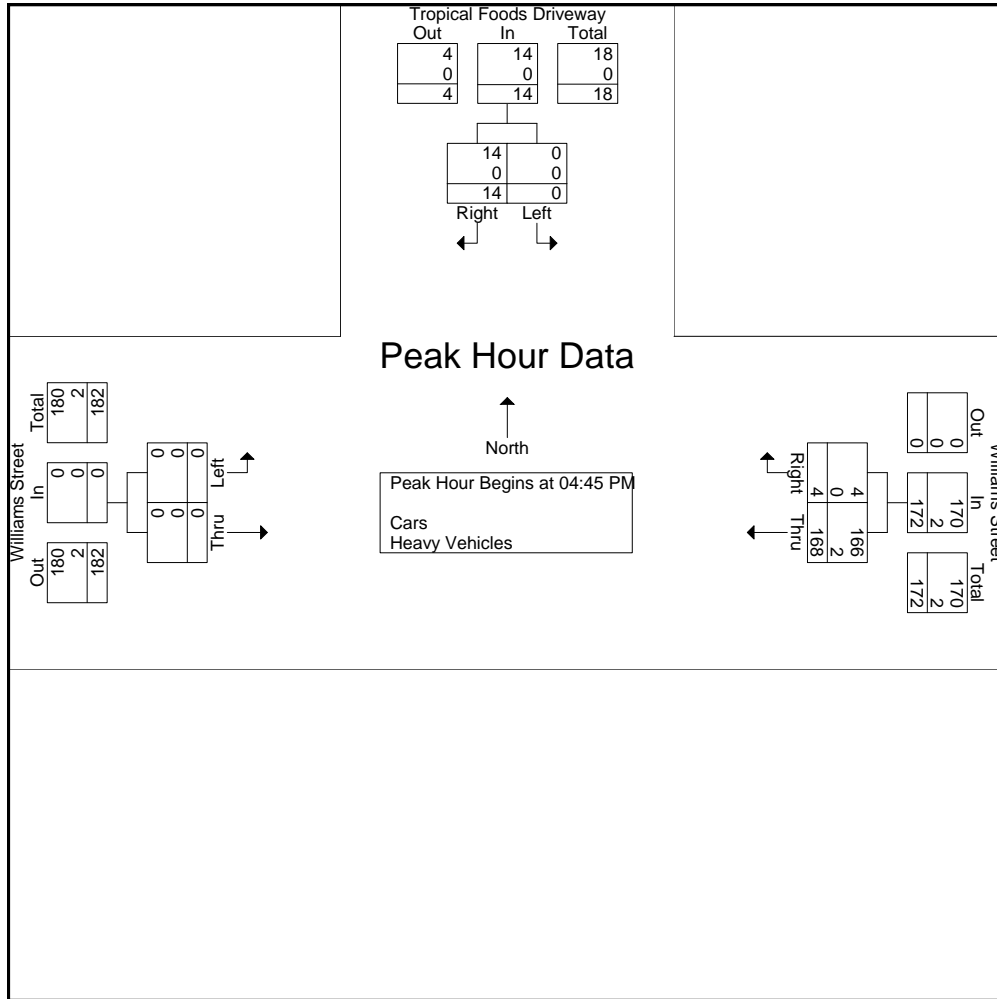 Tropical Foods Driveway
Out In Total
4 14 18
0 0 0
4 14 18
14 0
0 0
14 0
Right Left
Peak Hour Data
North
Peak Hour Begins at 04:45 PM
Cars
Heavy Vehicles
Williams Street
Out In Total
180 0 180
2 0 2
182 0 182
Left Thru
0 0
0 0
0 0
Williams Street
Out In Total
0 170 170
0 2 2
0 172 172
Right Thru
4 166
0 2
4 168